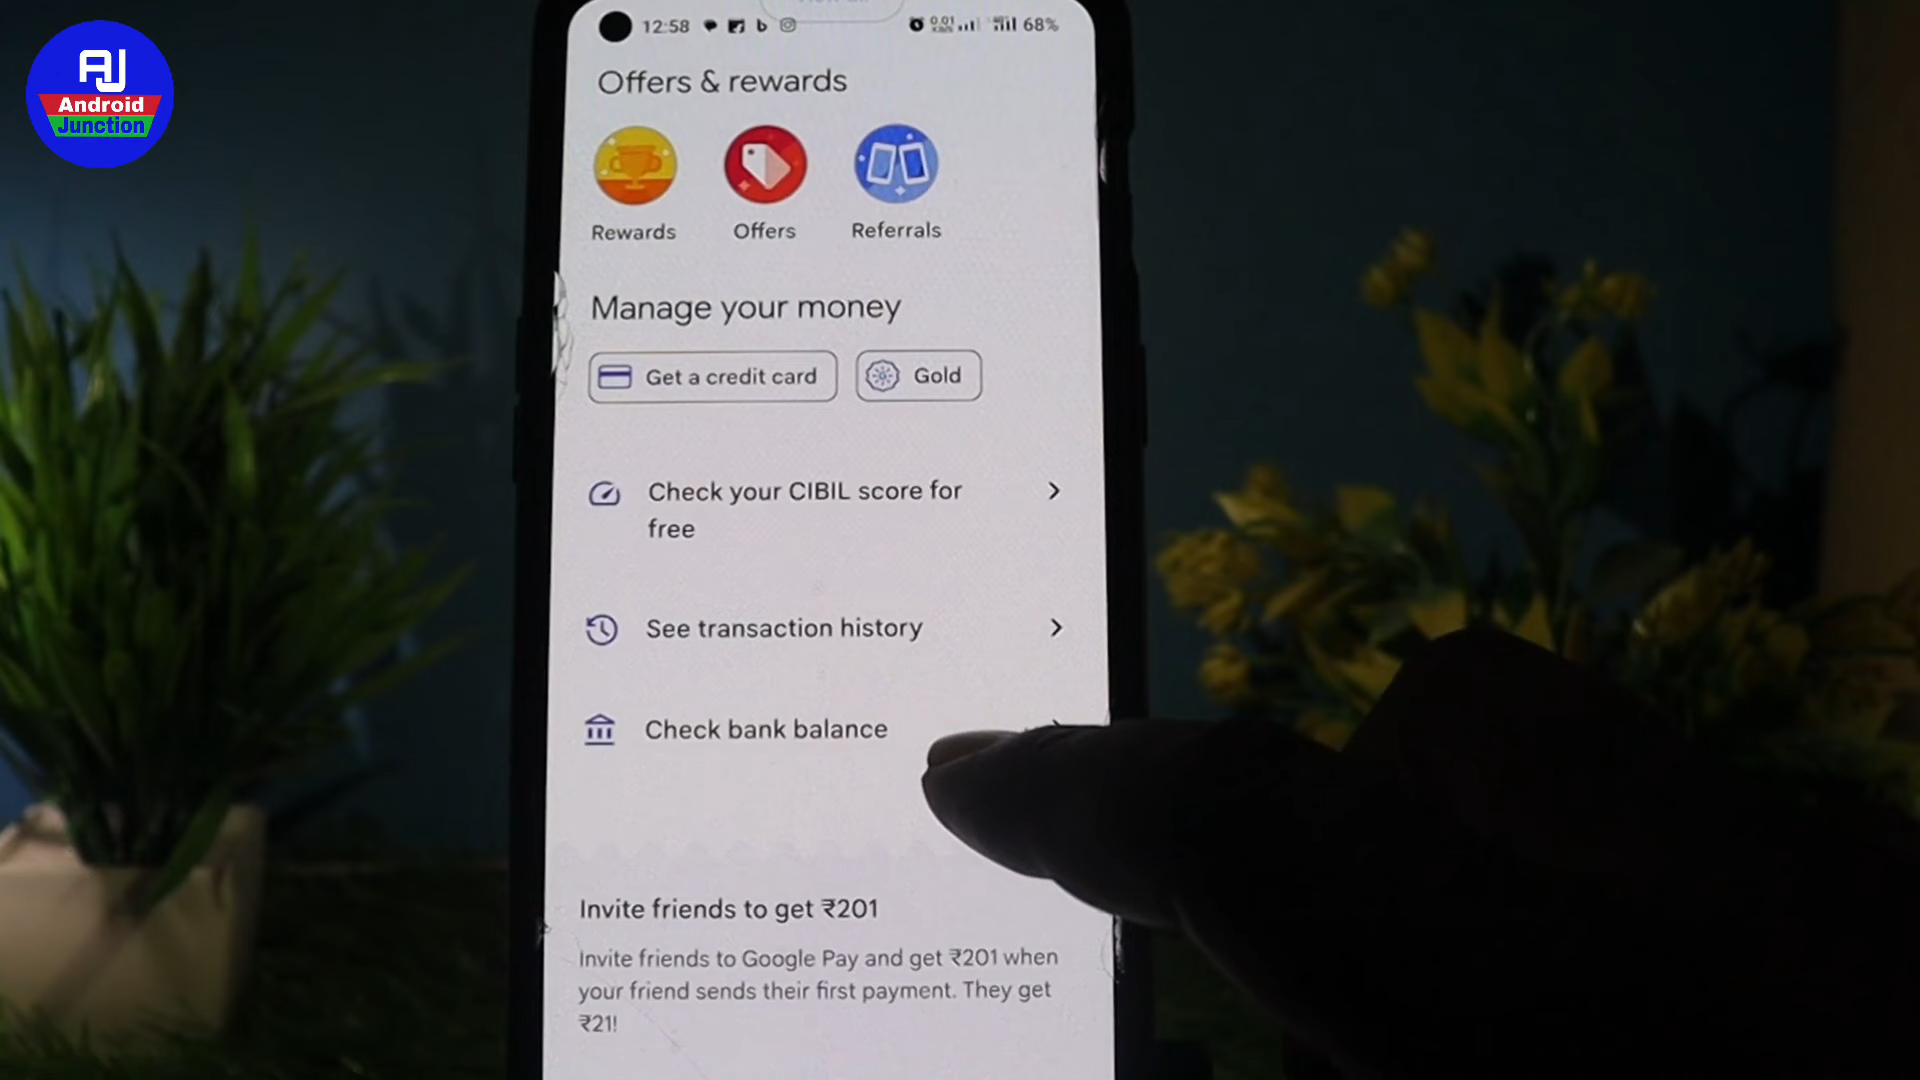 AJ
Android
Junction
12:58
68%
Offers & rewards
Rewards
Offers
Referrals
Manage your money
Get a credit card
Gold
Check your CIBIL score for
free
See transaction history
Check bank balance
Invite friends to get ₹201
Invite friends to Google Pay and get ₹201 when
your friend sends their first payment. They get
₹21!